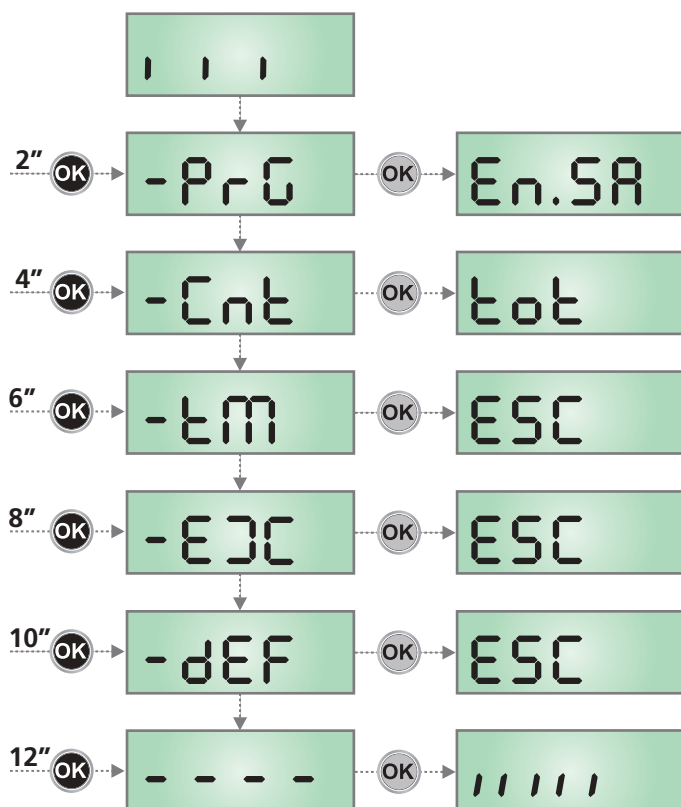 ı ı ı
2” OK -PrG OK En.SA
4” OK -Cnt OK tot
6” OK -tM OK ESC
8” OK -E]C OK ESC
10” OK -dEF OK ESC
12” OK - - - - OK ı ı ı ı ı